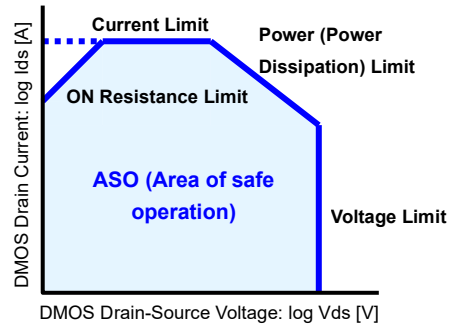 Current Limit
Power (Power
Dissipation) Limit
ON Resistance Limit
ASO (Area of safe
operation)
Voltage Limit
DMOS Drain Current: log Ids [A]
DMOS Drain-Source Voltage: log Vds [V]